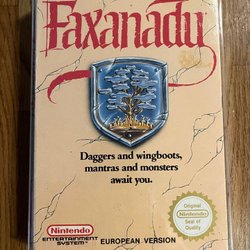 Faxanadu
Daggers and wingboots,
mantras and monsters
await you.
Nintendo
ENTERTAINMENT
SYSTEM
EUROPEAN VERSION
Original
Nintendo
Seal of
Quality